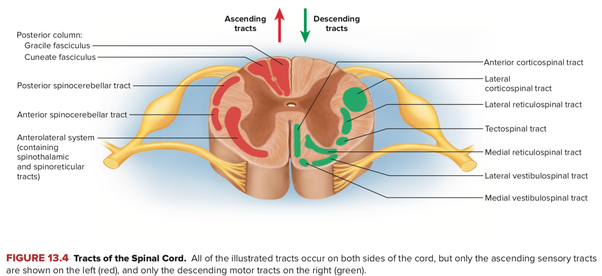 Ascending
tracts
Descending
tracts
Posterior column:
Gracile fasciculus
Cuneate fasciculus
Posterior spinocerebellar tract
Anterior spinocerebellar tract
Anterolateral system
(containing
spinothalamic
and spinoreticular
tracts)
Anterior corticospinal tract
Lateral
corticospinal tract
Lateral reticulospinal tract
Tectospinal tract
Medial reticulospinal tract
Lateral vestibulospinal tract
Medial vestibulospinal tract
FIGURE 13.4 Tracts of the Spinal Cord. All of the illustrated tracts occur on both sides of the cord, but only the ascending sensory tracts
are shown on the left (red), and only the descending motor tracts on the right (green).